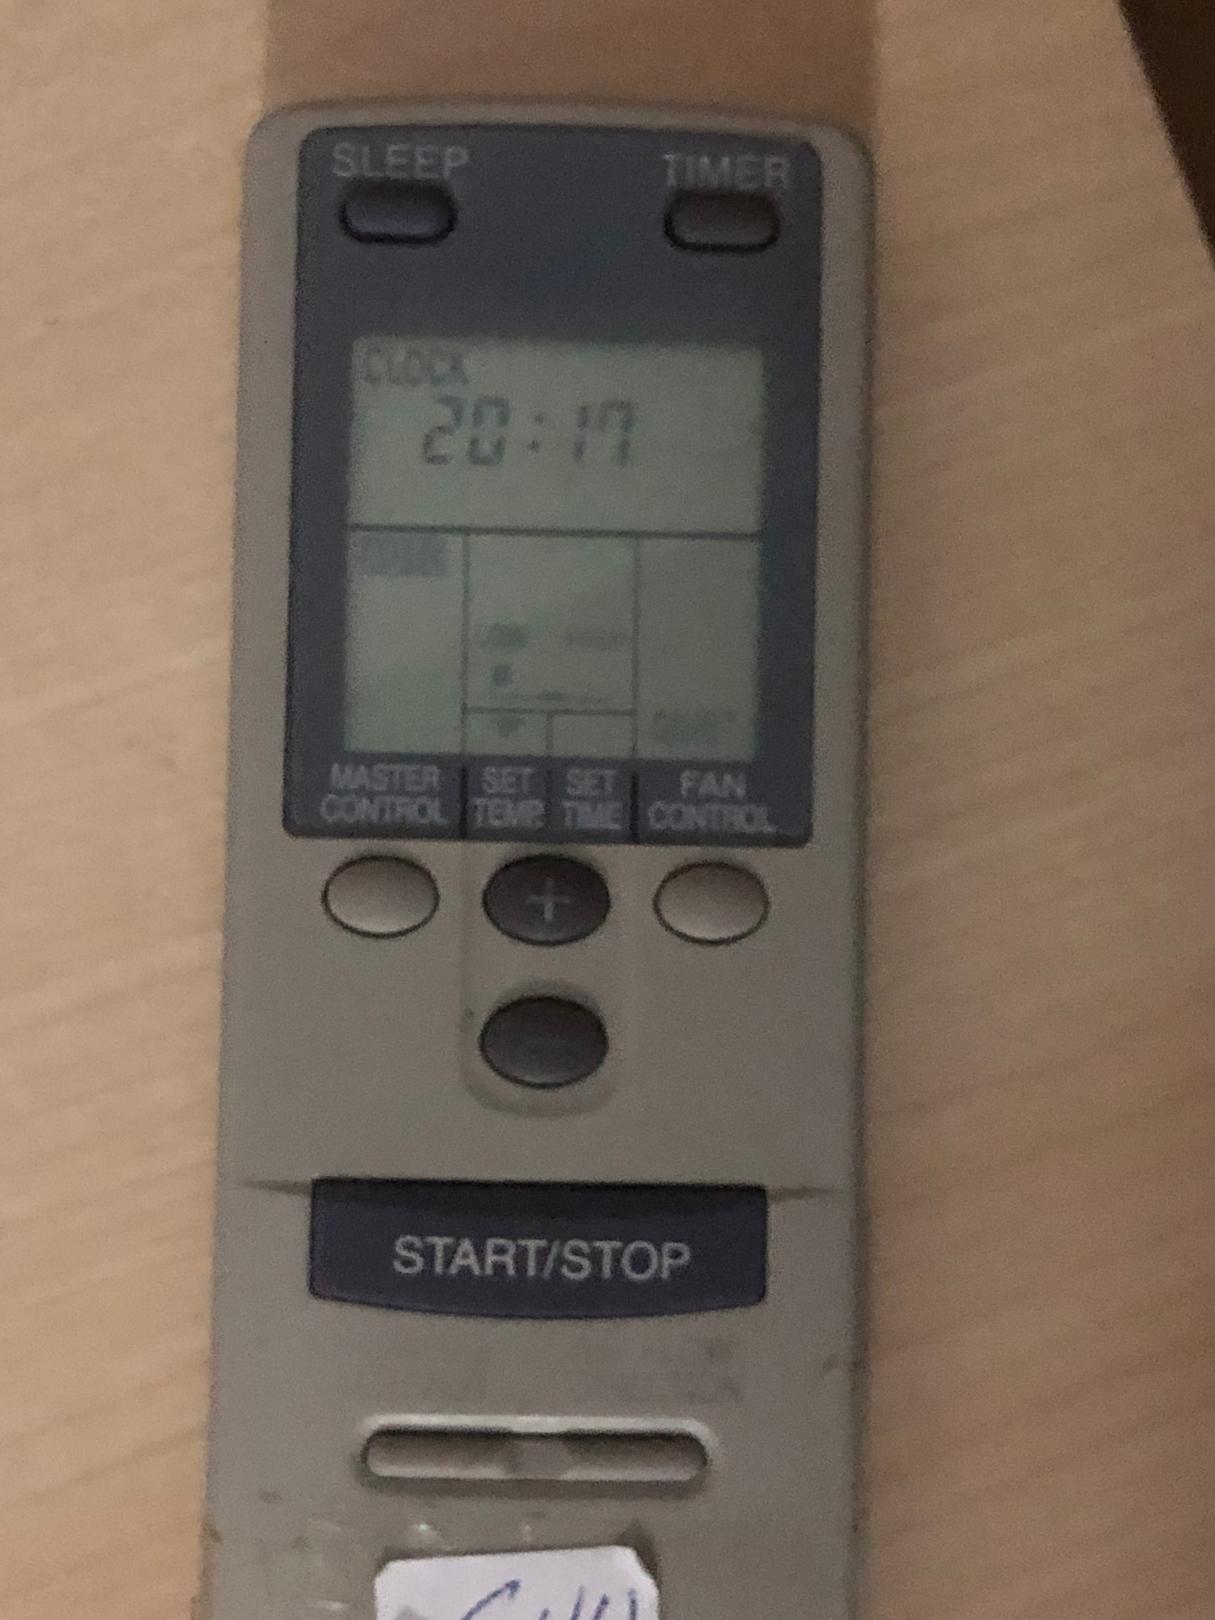 SLEEP TIMER
CLOCK
20:17
LOW HIGH
MASTER CONTROL
SET TEMP.
SET TIME
FAN CONTROL
+
START/STOP